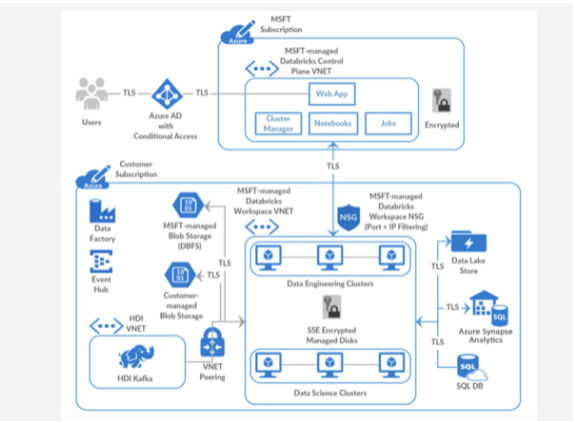 MSFT
Subscription
Azure
MSFT-managed
Databricks Control
Plane VNET
Web App
Cluster
Manager
Notebooks
Jobs
Encrypted
Users
TLS
Azure AD
with
Conditional Access
TLS
TLS
Customer
Subscription
Azure
Data
Factory
Event
Hub
MSFT-managed
Blob Storage
(DBFS)
TLS
TLS
Customer-
managed
Blob Storage
MSFT-managed
Databricks
Workspace VNET
NSG
MSFT-managed
Databricks
Workspace NSG
(Port + IP Filtering)
Data Engineering Clusters
SSE Encrypted
Managed Disks
Data Science Clusters
HDI
VNET
HDI Kafka
VNET
Peering
TLS
Data Lake
Store
TLS
SQL
Azure Synapse
Analytics
TLS
SQL
SQL DB